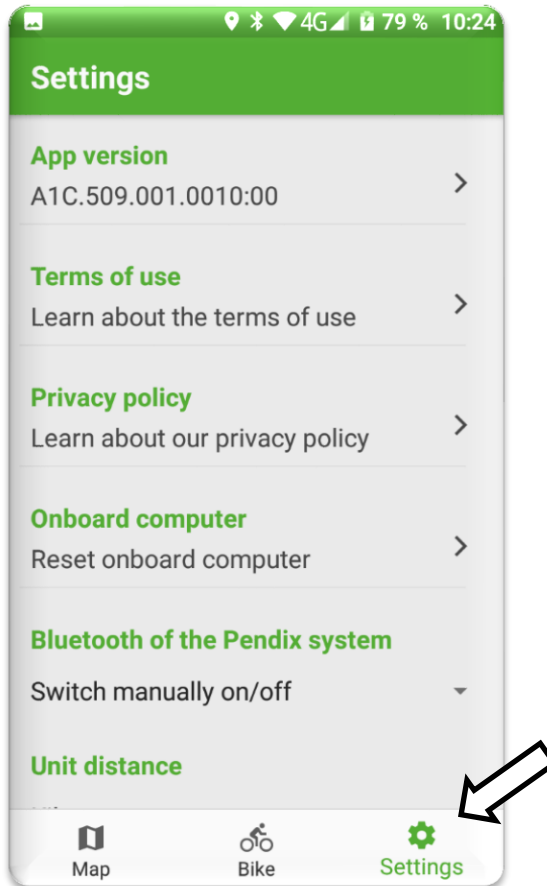 4G 79 % 10:24
Settings
App version
A1C.509.001.0010:00
Terms of use
Learn about the terms of use
Privacy policy
Learn about our privacy policy
Onboard computer
Reset onboard computer
Bluetooth of the Pendix system
Switch manually on/off
Unit distance
Map Bike Settings